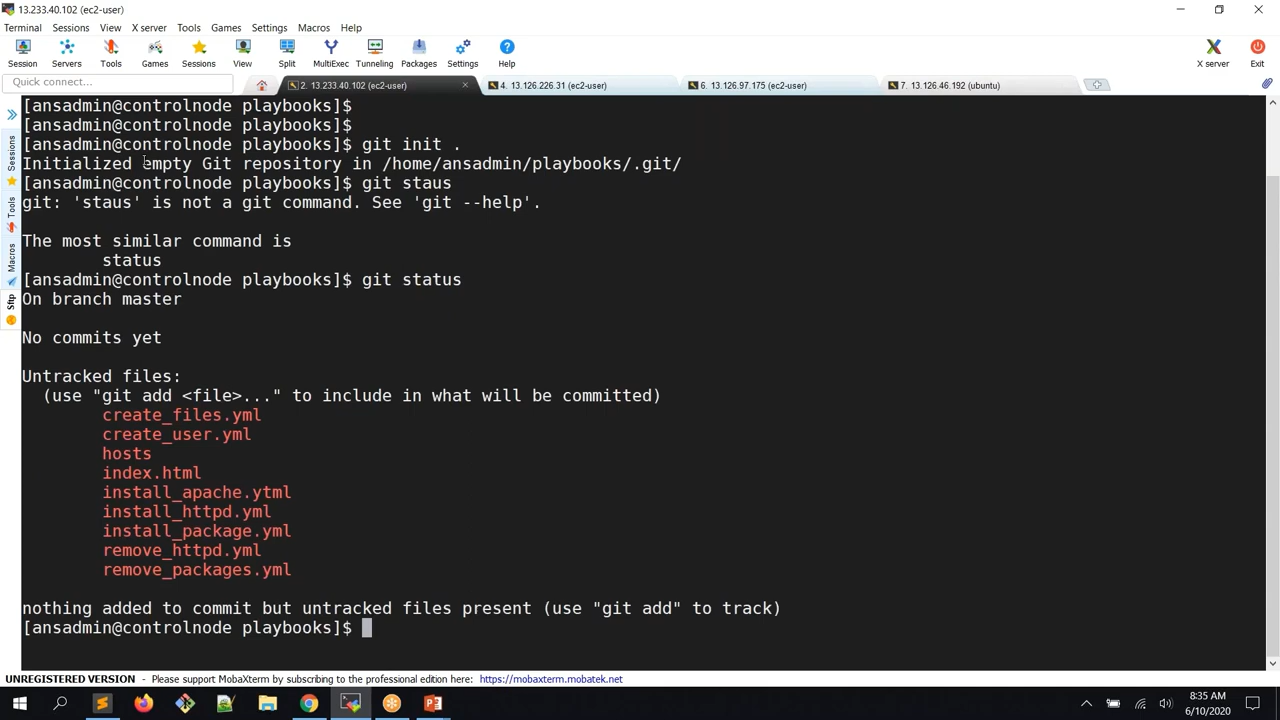 13.233.40.102 (ec2-user)
Terminal Sessions View X server Tools Games Settings Macros Help
Session Servers Tools Games Sessions View Split MultiExec Tunneling Packages Settings Help X server Exit
Quick connect... 2. 13.233.40.102 (ec2-user) 4. 13.126.226.31 (ec2-user) 6. 13.126.97.175 (ec2-user) 7. 13.126.46.192 (ubuntu)
Sessions
Tools
Macros
Sftp
[ansadmin@controlnode playbooks]$
[ansadmin@controlnode playbooks]$
[ansadmin@controlnode playbooks]$ git init .
Initialized empty Git repository in /home/ansadmin/playbooks/.git/
[ansadmin@controlnode playbooks]$ git staus
git: 'staus' is not a git command. See 'git --help'.
The most similar command is
status
[ansadmin@controlnode playbooks]$ git status
On branch master
No commits yet
Untracked files:
(use "git add <file>..." to include in what will be committed)
create_files.yml
create_user.yml
hosts
index.html
install_apache.ytml
install_httpd.yml
install_package.yml
remove_httpd.yml
remove_packages.yml
nothing added to commit but untracked files present (use "git add" to track)
[ansadmin@controlnode playbooks]$
UNREGISTERED VERSION - Please support MobaXterm by subscribing to the professional edition here: https://mobaxterm.mobatek.net
8:35 AM
6/10/2020